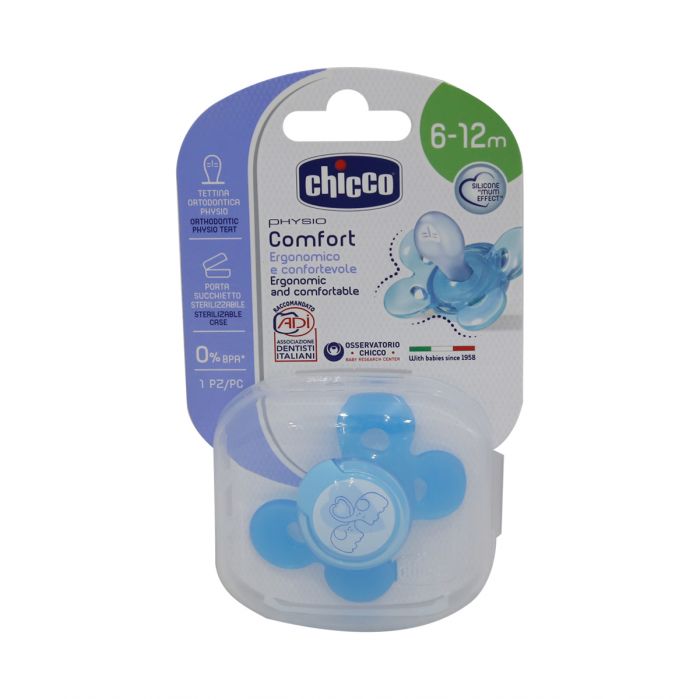 6-12m
chicco
SILICONE
"MUM
EFFECT"
TETTINA
ORTODONTICA
PHYSIO
ORTHODONTIC
PHYSIO TEAT
PHYSIO
Comfort
Ergonomico
e confortevole
Ergonomic
and comfortable
PORTA
SUCCHIETTO
STERILIZZABILE
STERILIZABLE
CASE
RACCOMANDATO
ADI
ASSOCIAZIONE
DENTISTI
ITALIANI
OSSERVATORIO
CHICCO
BABY RESEARCH CENTER
With babies since 1958
0% BPA*
1 PZ/PC